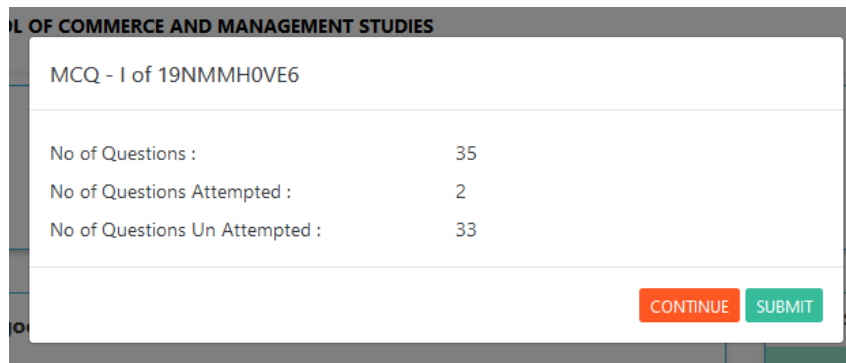 OF COMMERCE AND MANAGEMENT STUDIES
MCQ - I of 19NMMH0VE6
No of Questions : 35
No of Questions Attempted : 2
No of Questions Un Attempted : 33
CONTINUE SUBMIT